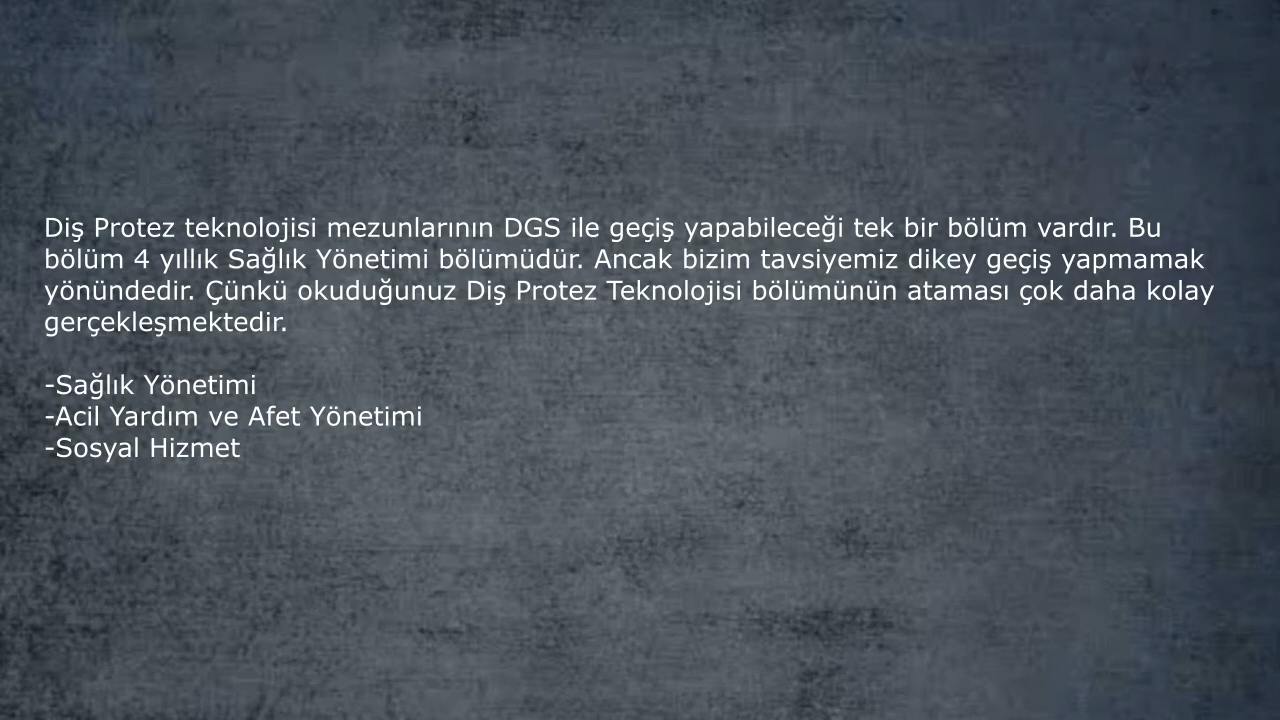 Diş Protez teknolojisi mezunlarının DGS ile geçiş yapabileceği tek bir bölüm vardır. Bu
bölüm 4 yıllık Sağlık Yönetimi bölümüdür. Ancak bizim tavsiyemiz dikey geçiş yapmamak
yönündedir. Çünkü okuduğunuz Diş Protez Teknolojisi bölümünün ataması çok daha kolay
gerçekleşmektedir.

-Sağlık Yönetimi
-Acil Yardım ve Afet Yönetimi
-Sosyal Hizmet